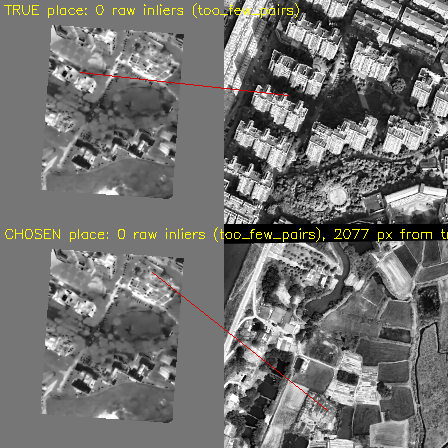 TRUE place: 0 raw inliers (too_few_pairs)
CHOSEN place: 0 raw inliers (too_few_pairs), 2077 px from t